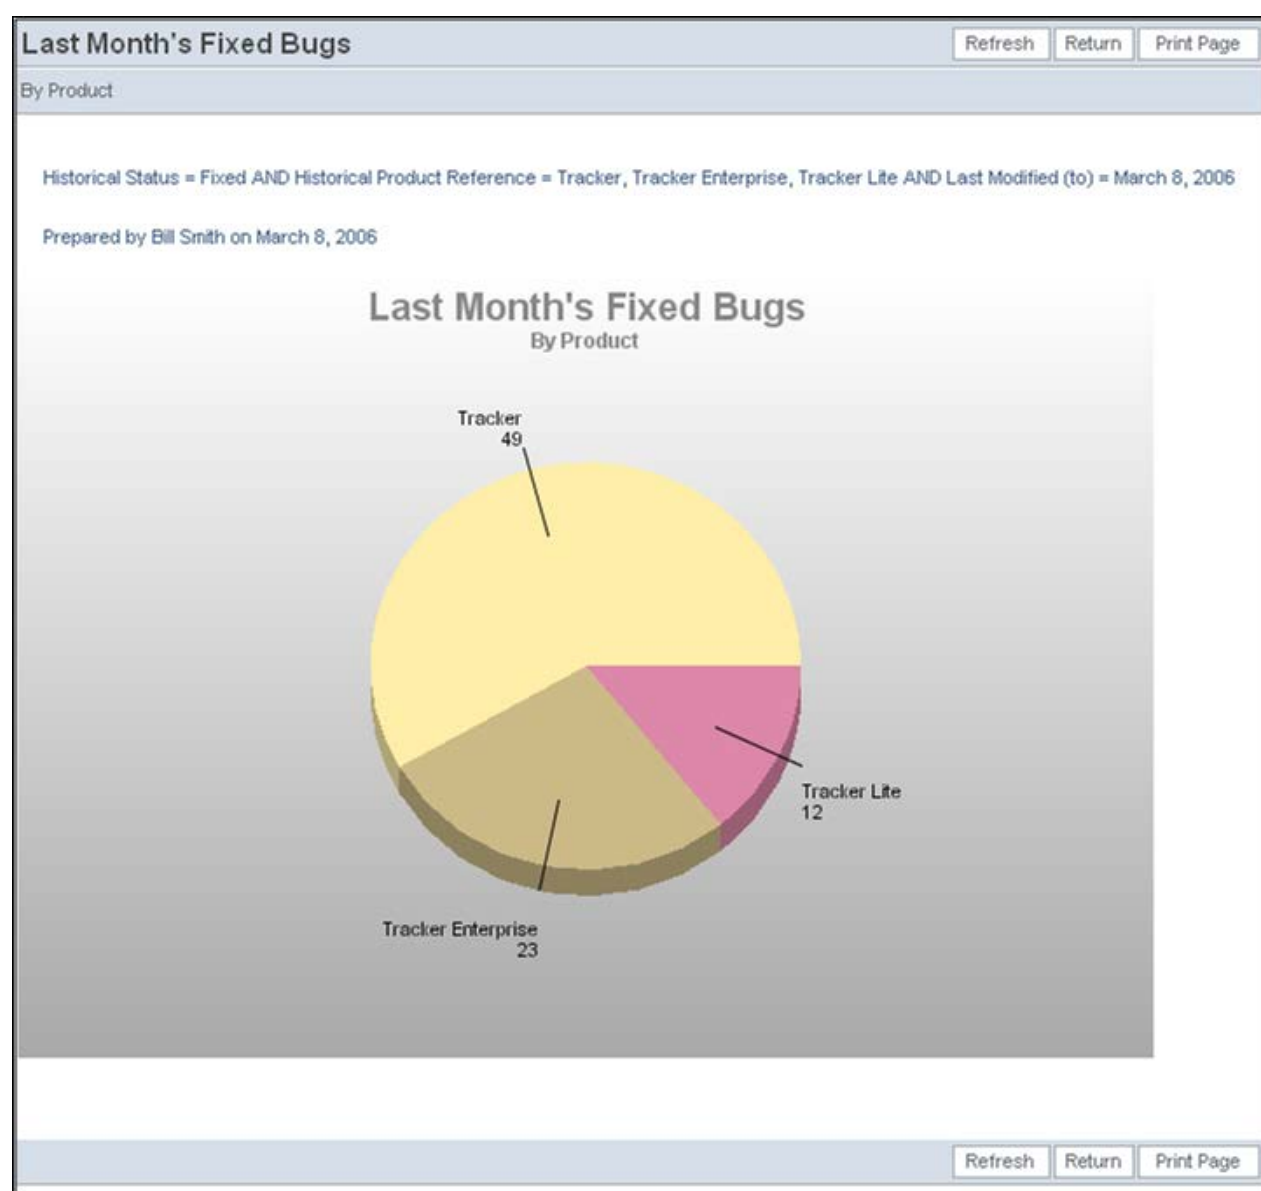 Last Month's Fixed Bugs
Refresh Return Print Page
By Product
Historical Status = Fixed AND Historical Product Reference = Tracker, Tracker Enterprise, Tracker Lite AND Last Modified (to) = March 8, 2006
Prepared by Bill Smith on March 8, 2006
Last Month's Fixed Bugs
By Product
Tracker
49
Tracker Lite
12
Tracker Enterprise
23
Refresh Return Print Page